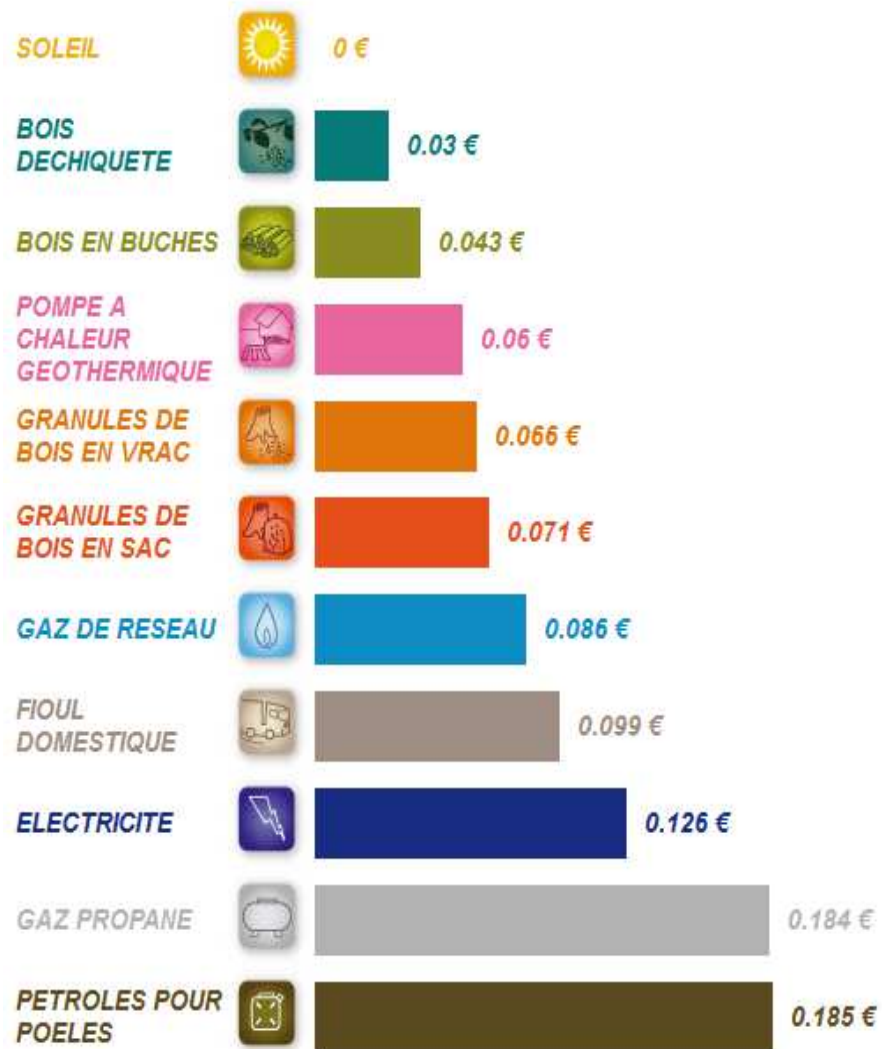 SOLEIL 0 €
BOIS
DECHIQUETE 0.03 €
BOIS EN BUCHES 0.043 €
POMPE A
CHALEUR 0.06 €
GEOTHERMIQUE
GRANULES DE
BOIS EN VRAC 0.066 €
GRANULES DE
BOIS EN SAC 0.071 €
GAZ DE RESEAU 0.086 €
FIOUL
DOMESTIQUE 0.099 €
ELECTRICITE 0.126 €
GAZ PROPANE 0.184 €
PETROLES POUR
POELES 0.185 €